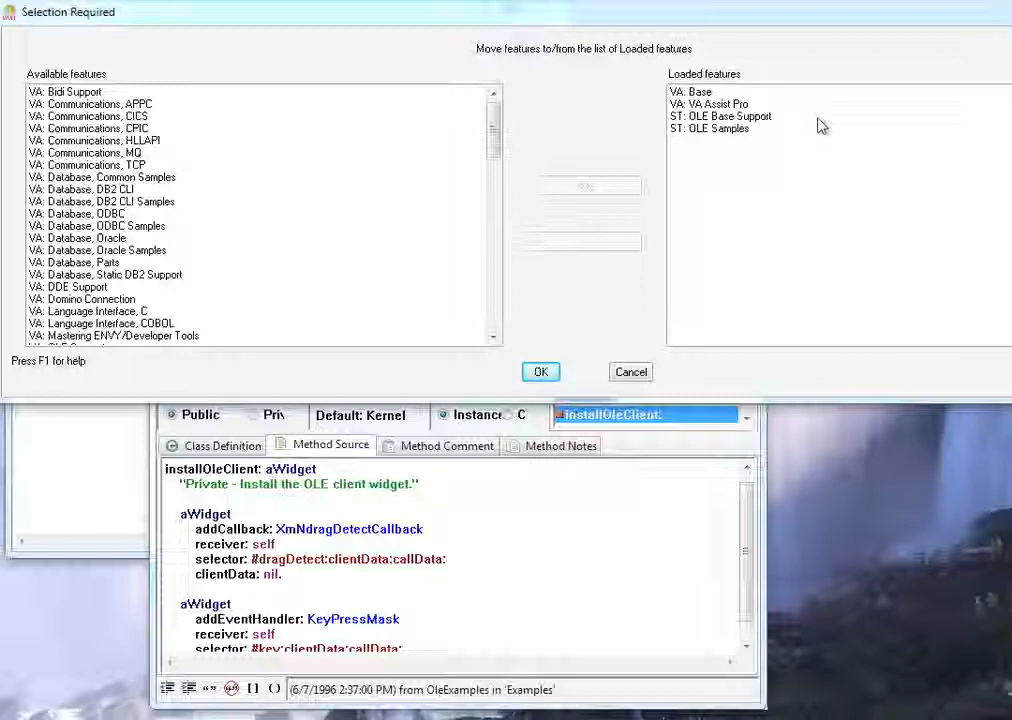 Selection Required
Move features to/from the list of Loaded features
Available features
VA: Bidi Support
VA: Communications, APPC
VA: Communications, CICS
VA: Communications, CPIC
VA: Communications, HLLAPI
VA: Communications, MQ
VA: Communications, TCP
VA: Database, Common Samples
VA: Database, DB2 CLI
VA: Database, DB2 CLI Samples
VA: Database, ODBC
VA: Database, ODBC Samples
VA: Database, Oracle
VA: Database, Oracle Samples
VA: Database, Parts
VA: Database, Static DB2 Support
VA: DDE Support
VA: Domino Connection
VA: Language Interface, C
VA: Language Interface, COBOL
VA: Mastering ENVY/Developer Tools
Loaded features
VA: Base
VA: VA Assist Pro
ST: OLE Base Support
ST: OLE Samples
Press F1 for help
OK
Cancel
Public
Priv
Default: Kernel
Instance
C
installOleClient:
Class Definition
Method Source
Method Comment
Method Notes
installOleClient: aWidget
"Private - Install the OLE client widget."
aWidget
addCallback: XmNdragDetectCallback
receiver: self
selector: #dragDetect:clientData:callData:
clientData: nil.
aWidget
addEventHandler: KeyPressMask
receiver: self
selector: #key:clientData:callData:
(6/7/1996 2:37:00 PM) from OleExamples in 'Examples'